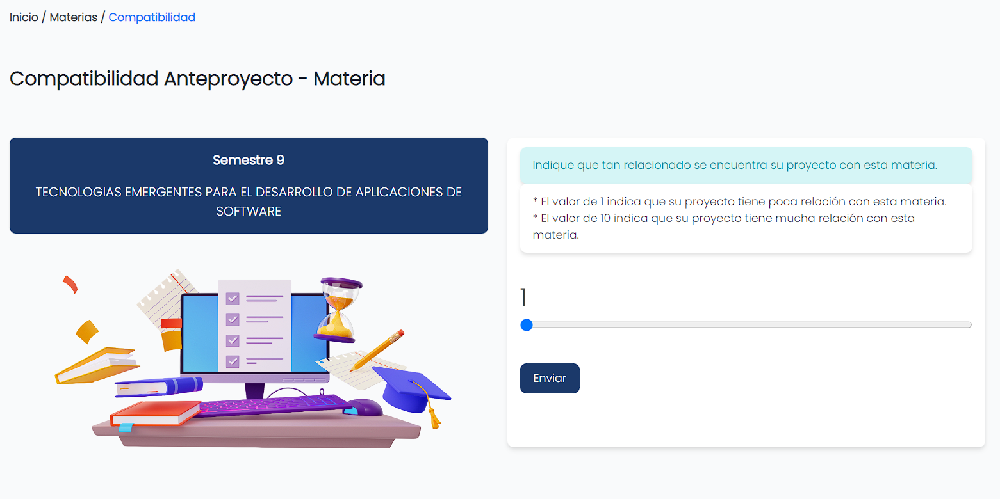 Inicio / Materias / Compatibilidad
Compatibilidad Anteproyecto - Materia
Semestre 9
TECNOLOGIAS EMERGENTES PARA EL DESARROLLO DE APLICACIONES DE
SOFTWARE
Indique que tan relacionado se encuentra su proyecto con esta materia.
* El valor de 1 indica que su proyecto tiene poca relación con esta materia.
* El valor de 10 indica que su proyecto tiene mucha relación con esta
materia.
1
Enviar